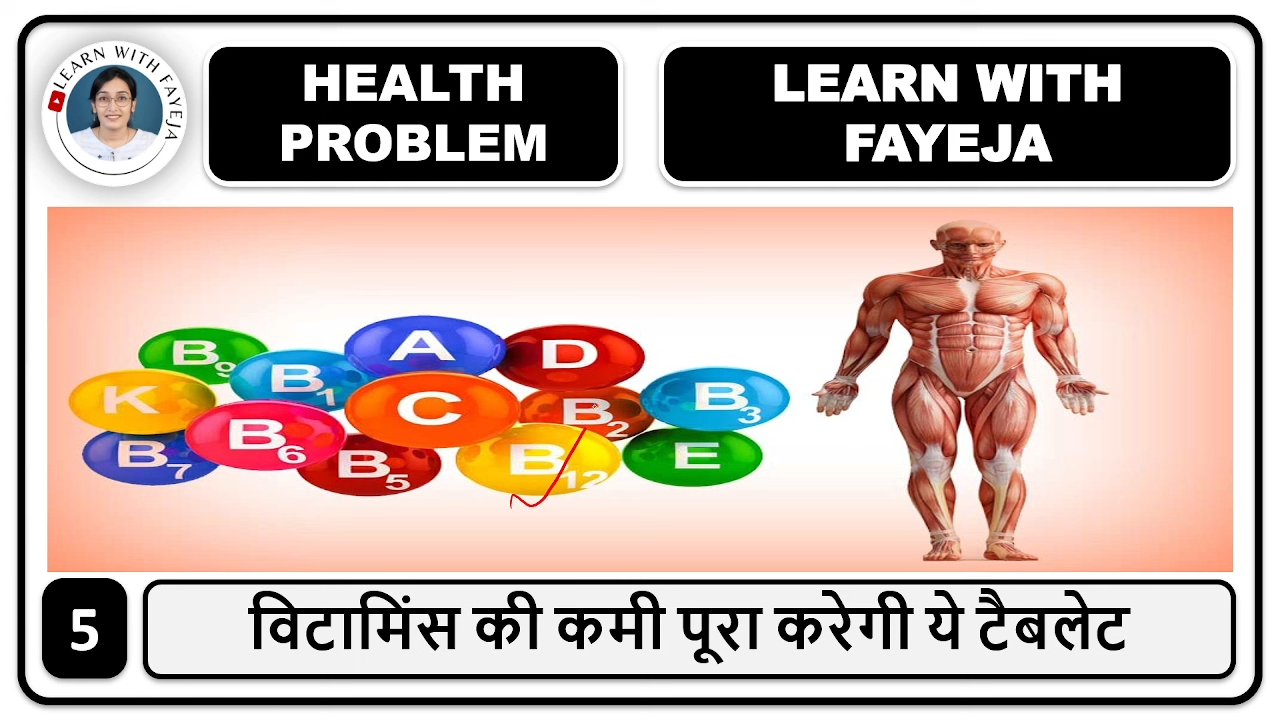 LEARN WITH FAYEJA
HEALTH
PROBLEM
LEARN WITH
FAYEJA
B9
B1
A
D
K
B6
C
B2
B3
B7
B5
B12
E
5
विटामिंस की कमी पूरा करेगी ये टैबलेट